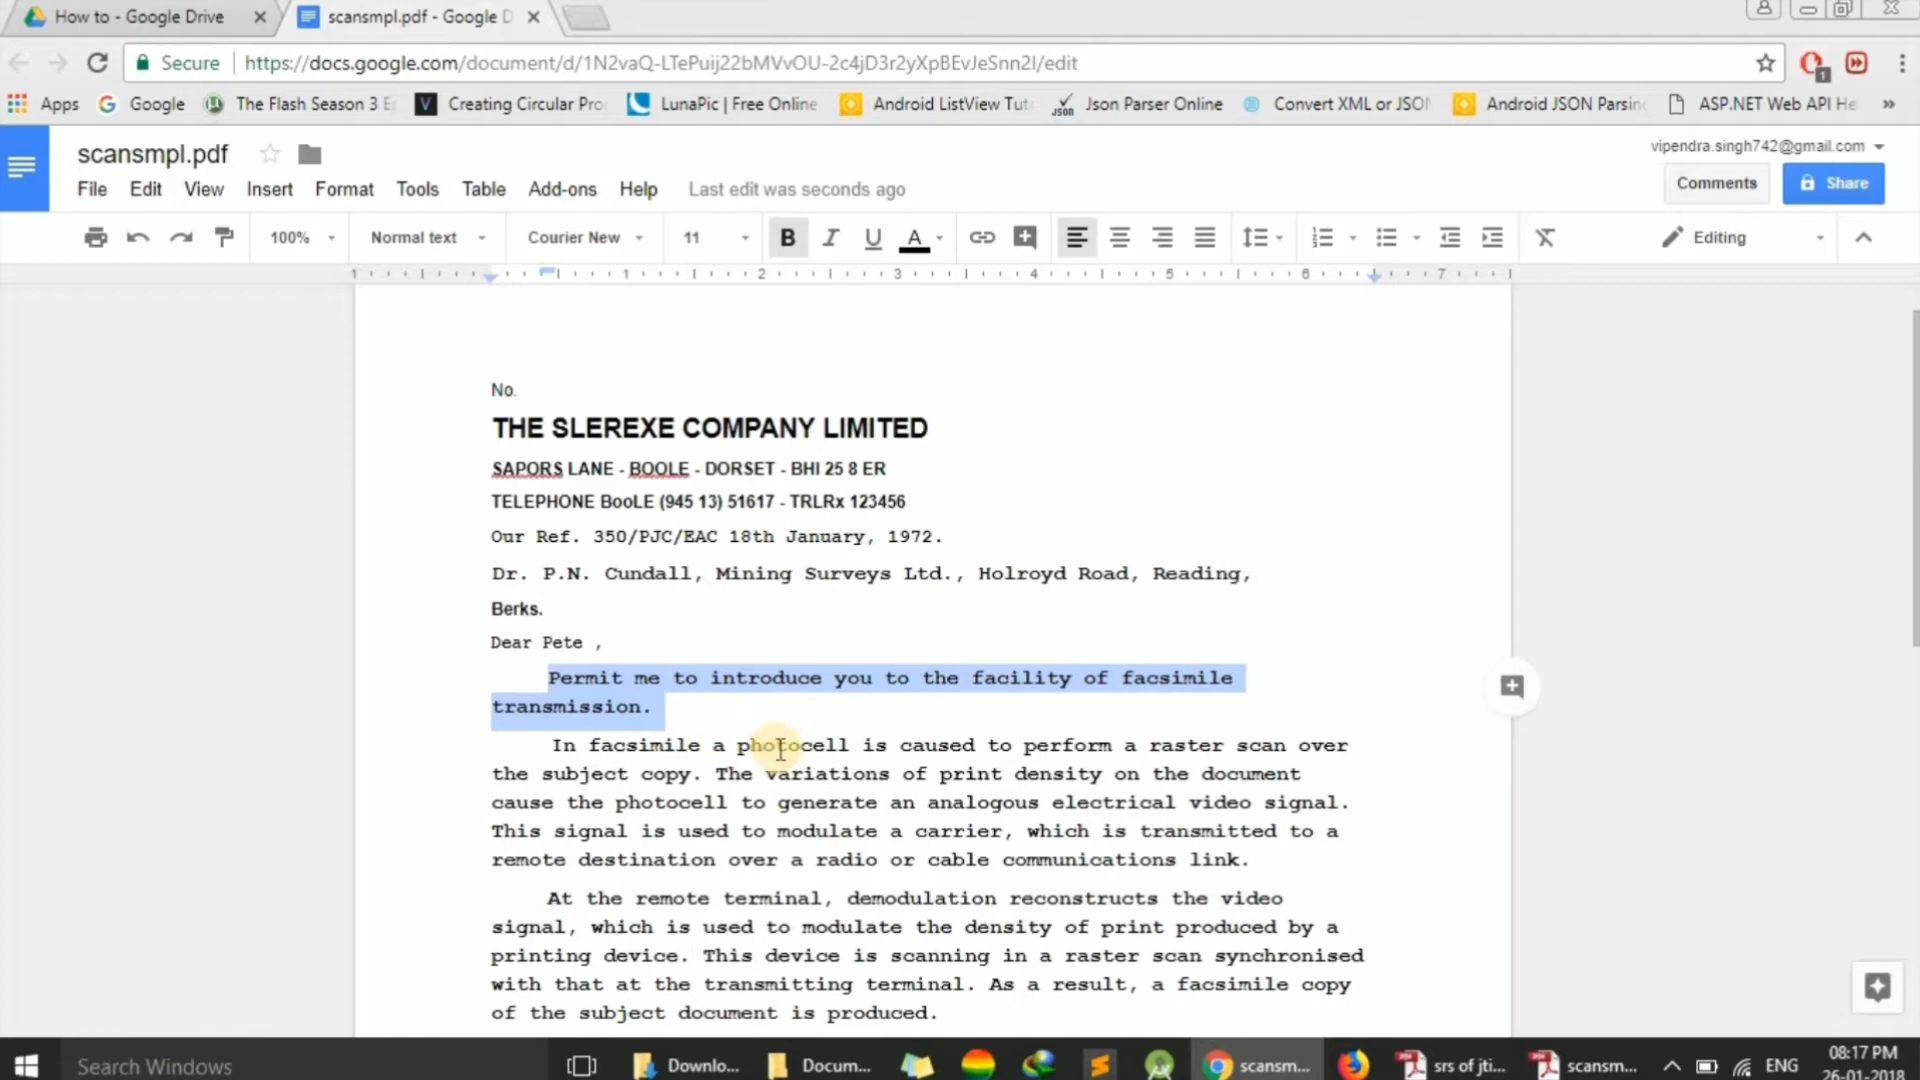 How to - Google Drive
scansmpl.pdf - Google D
Secure https://docs.google.com/document/d/1N2vaQ-LTePuij22bMVvOU-2c4jD3r2yXpBEvJeSnn2I/edit
Apps Google The Flash Season 3 E Creating Circular Pro LunaPic | Free Online Android ListView Tut Json Parser Online Convert XML or JSON Android JSON Parsin ASP.NET Web API He »
scansmpl.pdf
vipendra.singh742@gmail.com
File Edit View Insert Format Tools Table Add-ons Help Last edit was seconds ago
Comments Share
100% Normal text Courier New 11 B I U A Editing
1 1 2 3 4 5 6 7
No.
THE SLEREXE COMPANY LIMITED
SAPORS LANE - BOOLE - DORSET - BHI 25 8 ER
TELEPHONE BooLE (945 13) 51617 - TRLRx 123456
Our Ref. 350/PJC/EAC 18th January, 1972.
Dr. P.N. Cundall, Mining Surveys Ltd., Holroyd Road, Reading,
Berks.
Dear Pete ,
Permit me to introduce you to the facility of facsimile
transmission.
In facsimile a photocell is caused to perform a raster scan over
the subject copy. The variations of print density on the document
cause the photocell to generate an analogous electrical video signal.
This signal is used to modulate a carrier, which is transmitted to a
remote destination over a radio or cable communications link.
At the remote terminal, demodulation reconstructs the video
signal, which is used to modulate the density of print produced by a
printing device. This device is scanning in a raster scan synchronised
with that at the transmitting terminal. As a result, a facsimile copy
of the subject document is produced.
Search Windows Downlo... Docum... scansm... srs of jti... scansm... ENG 08:17 PM
26-01-2018